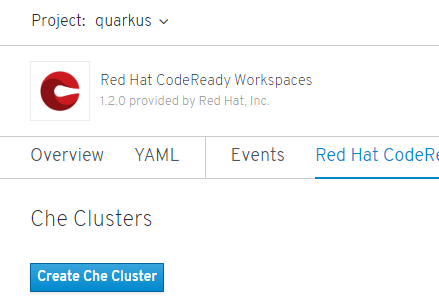 Project: quarkus
Red Hat CodeReady Workspaces
1.2.0 provided by Red Hat, Inc.
Overview YAML Events Red Hat CodeRe
Che Clusters
Create Che Cluster